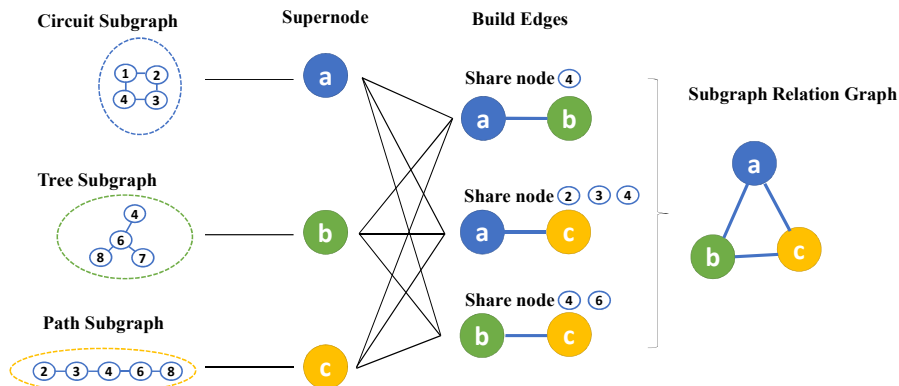 Circuit Subgraph
1 2
4 3
Tree Subgraph
4
6
8 7
Path Subgraph
2 3 4 6 8
Supernode
a
b
c
Build Edges
Share node 4
a b
Share node 2 3 4
a c
Share node 4 6
b c
Subgraph Relation Graph
a
b c